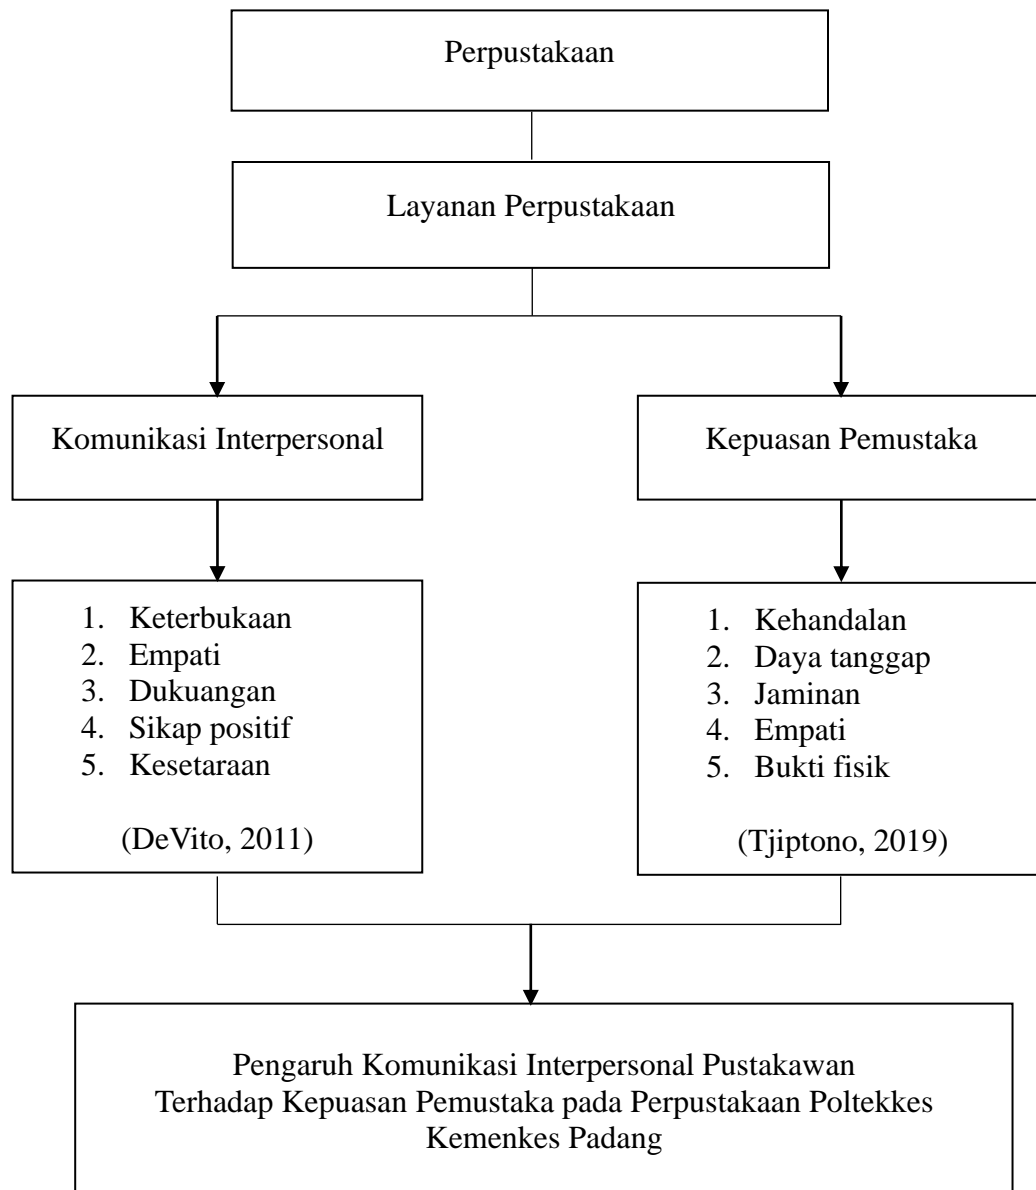 Perpustakaan
Layanan Perpustakaan
Komunikasi Interpersonal
Kepuasan Pemustaka
1. Keterbukaan
2. Empati
3. Dukuangan
4. Sikap positif
5. Kesetaraan
(DeVito, 2011)
1. Kehandalan
2. Daya tanggap
3. Jaminan
4. Empati
5. Bukti fisik
(Tjiptono, 2019)
Pengaruh Komunikasi Interpersonal Pustakawan
Terhadap Kepuasan Pemustaka pada Perpustakaan Poltekkes
Kemenkes Padang